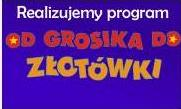 Realizujemy program
OD GROSIKA DO
ZŁOTÓWKI